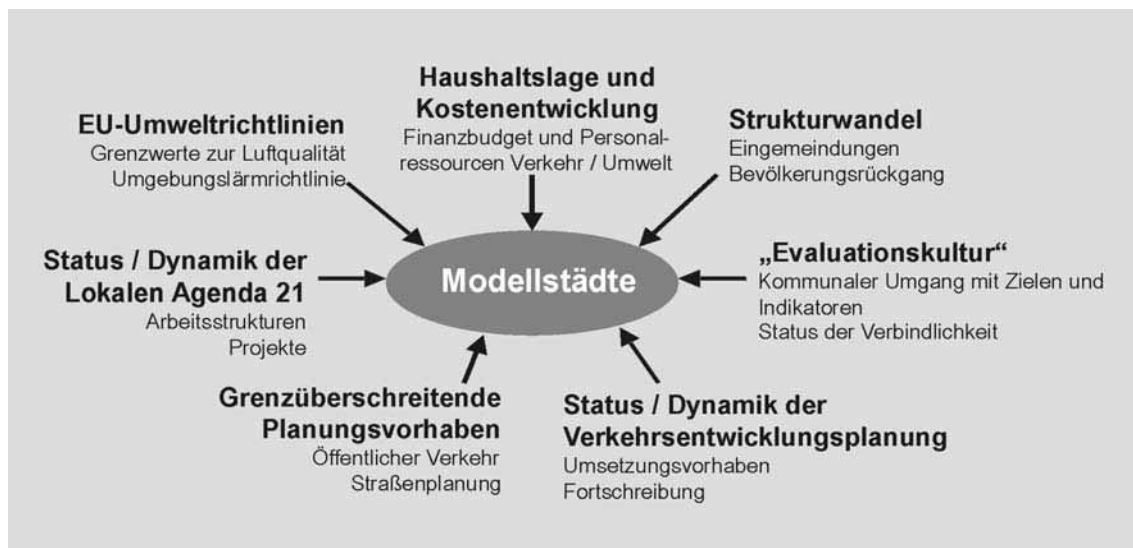 Haushaltslage und
Kostenentwicklung
Finanzbudget und Personal-
ressourcen Verkehr / Umwelt
EU-Umweltrichtlinien
Grenzwerte zur Luftqualität
Umgebungslärmrichtlinie
Strukturwandel
Eingemeindungen
Bevölkerungsrückgang
Status / Dynamik der
Lokalen Agenda 21
Arbeitsstrukturen
Projekte
Modellstädte
„Evaluationskultur“
Kommunaler Umgang mit Zielen und
Indikatoren
Status der Verbindlichkeit
Grenzüberschreitende
Planungsvorhaben
Öffentlicher Verkehr
Straßenplanung
Status / Dynamik der
Verkehrsentwicklungsplanung
Umsetzungsvorhaben
Fortschreibung